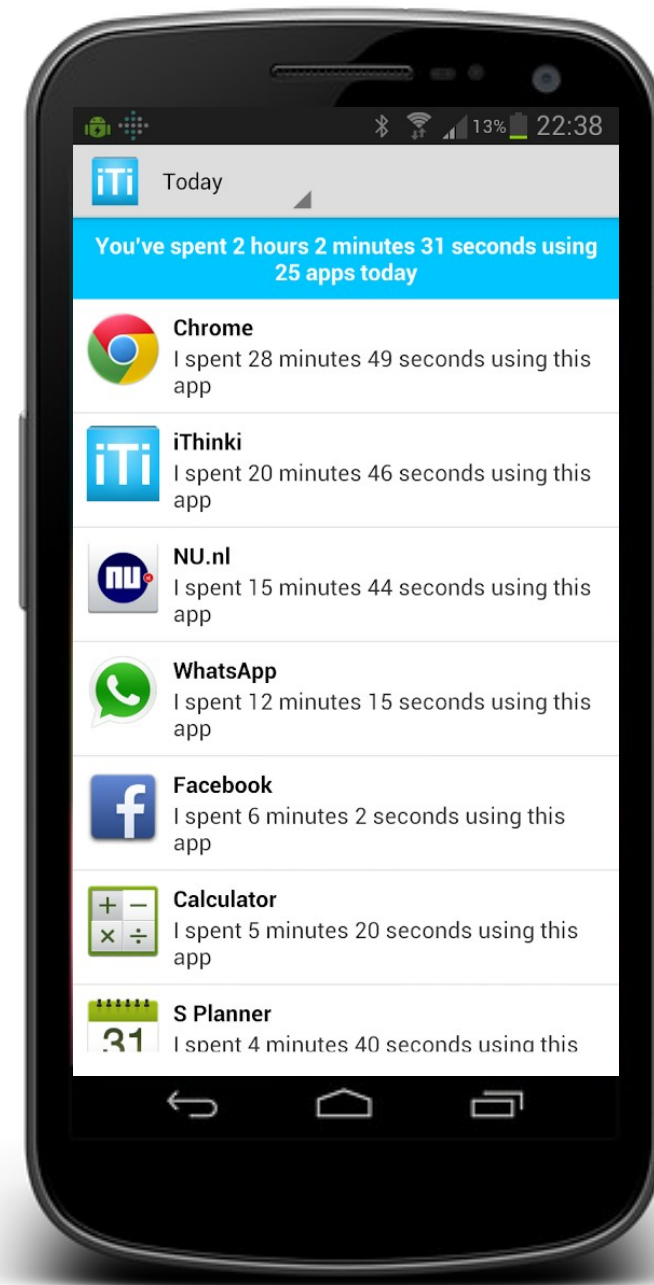 13% 22:38
iTi Today
You've spent 2 hours 2 minutes 31 seconds using
25 apps today
Chrome
I spent 28 minutes 49 seconds using this
app
iTi
iThinki
I spent 20 minutes 46 seconds using this
app
nu
NU.nl
I spent 15 minutes 44 seconds using this
app
WhatsApp
I spent 12 minutes 15 seconds using this
app
f
Facebook
I spent 6 minutes 2 seconds using this
app
+ −
× ÷
Calculator
I spent 5 minutes 20 seconds using this
app
31
S Planner
I spent 4 minutes 40 seconds using this